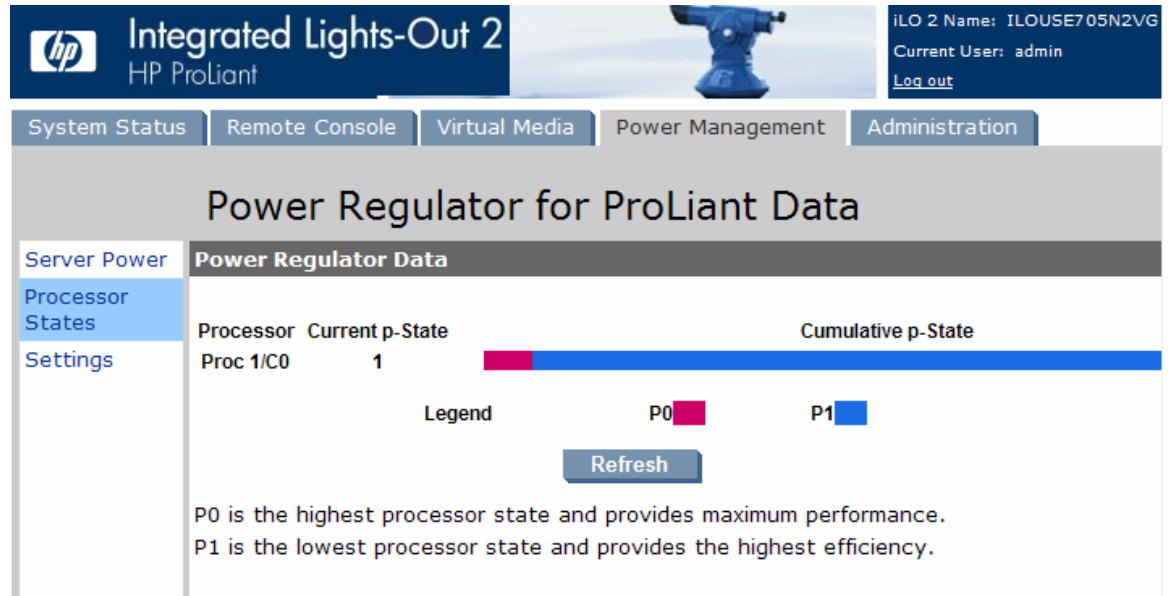 hp
Integrated Lights-Out 2
HP ProLiant
iLO 2 Name: ILOUSE705N2VG
Current User: admin
Log out
System Status Remote Console Virtual Media Power Management Administration
Power Regulator for ProLiant Data
Server Power
Processor
States
Settings
Power Regulator Data
Processor Current p-State Cumulative p-State
Proc 1/C0 1
Legend P0 P1
Refresh
P0 is the highest processor state and provides maximum performance.
P1 is the lowest processor state and provides the highest efficiency.